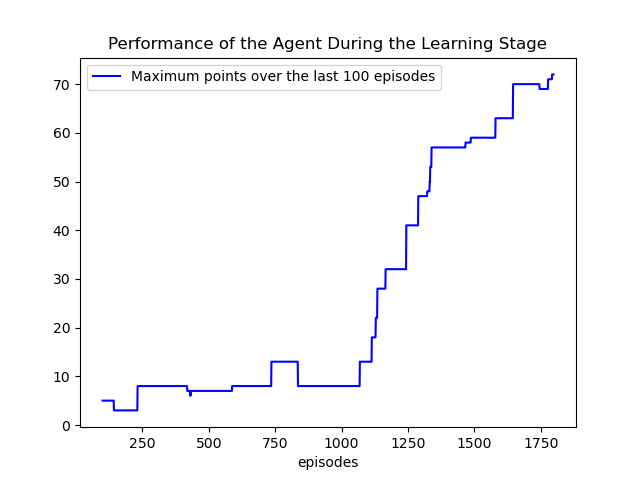 Performance of the Agent During the Learning Stage
Maximum points over the last 100 episodes
70
60
50
40
30
20
10
0
250 500 750 1000 1250 1500 1750
episodes